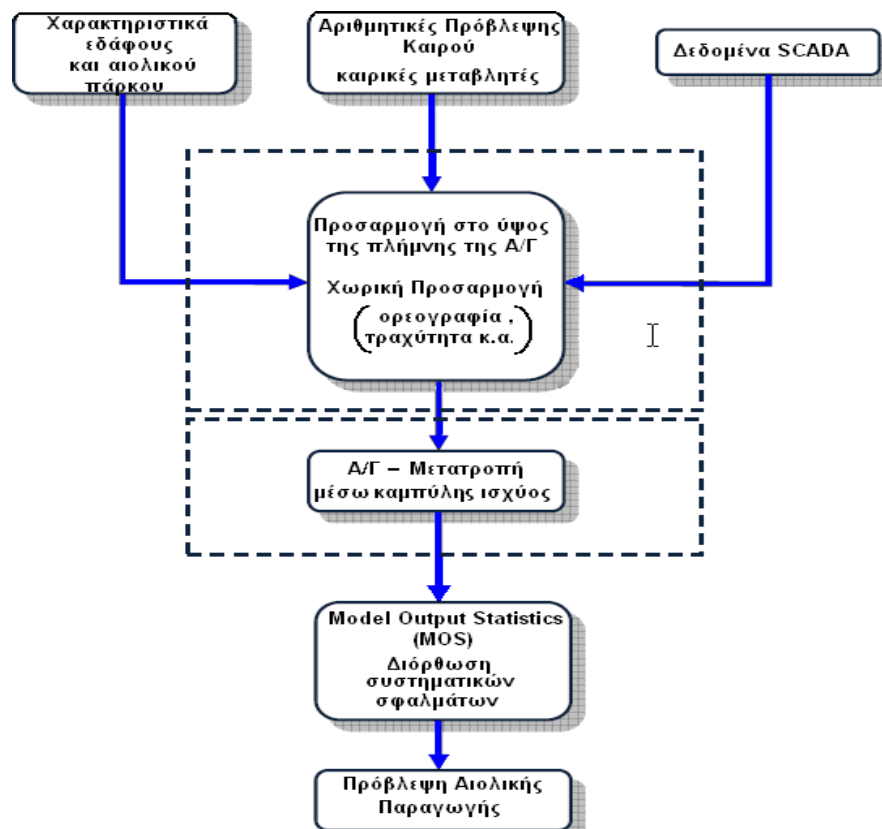 Χαρακτηριστικά
εδάφους
και αιολικού
πάρκου
Αριθμητικές Πρόβλεψης
Καιρού
καιρικές μεταβλητές
Δεδομένα SCADA
Προσαρμογή στο ύψος
της πλήμνης της Α/Γ
Χωρική Προσαρμογή
(ορεογραφία ,
τραχύτητα κ.α.)
Α/Γ – Μετατροπή
μέσω καμπύλης ισχύος
Model Output Statistics
(MOS)
Διόρθωση
συστηματικών
σφαλμάτων
Πρόβλεψη Αιολικής
Παραγωγής